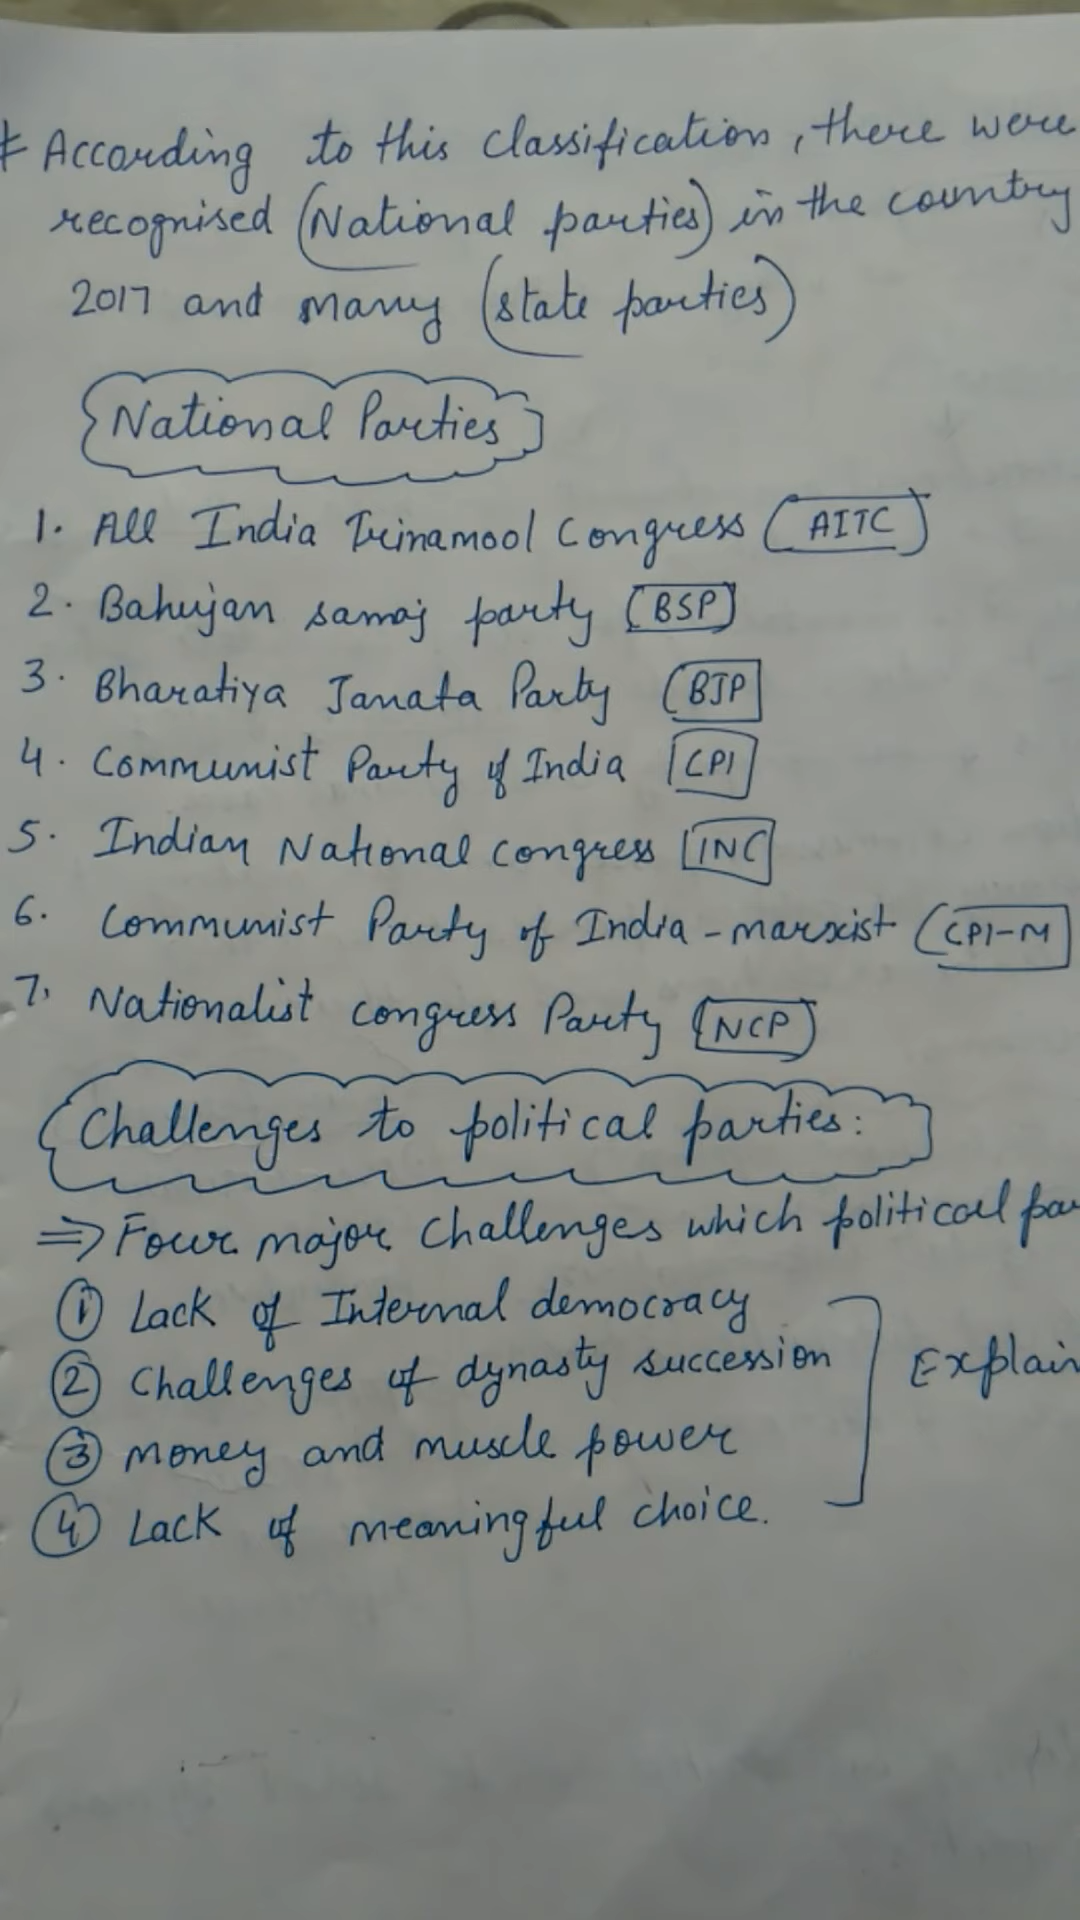 * According to this classification, there were
recognised (National parties) in the country
2017 and many (state parties)
National Parties
1. All India Trinamool Congress (AITC)
2. Bahujan samaj party (BSP)
3. Bharatiya Janata Party (BJP)
4. Communist Party of India [CPI]
5. Indian National congress [INC]
6. Communist Party of India - marxist (CPI-M]
7. Nationalist congress Party [NCP)
Challenges to political parties:
⇒ Four major challenges which political pa
① Lack of Internal democracy
② Challenges of dynasty succession
③ money and muscle power
④ Lack of meaningful choice.
Explain